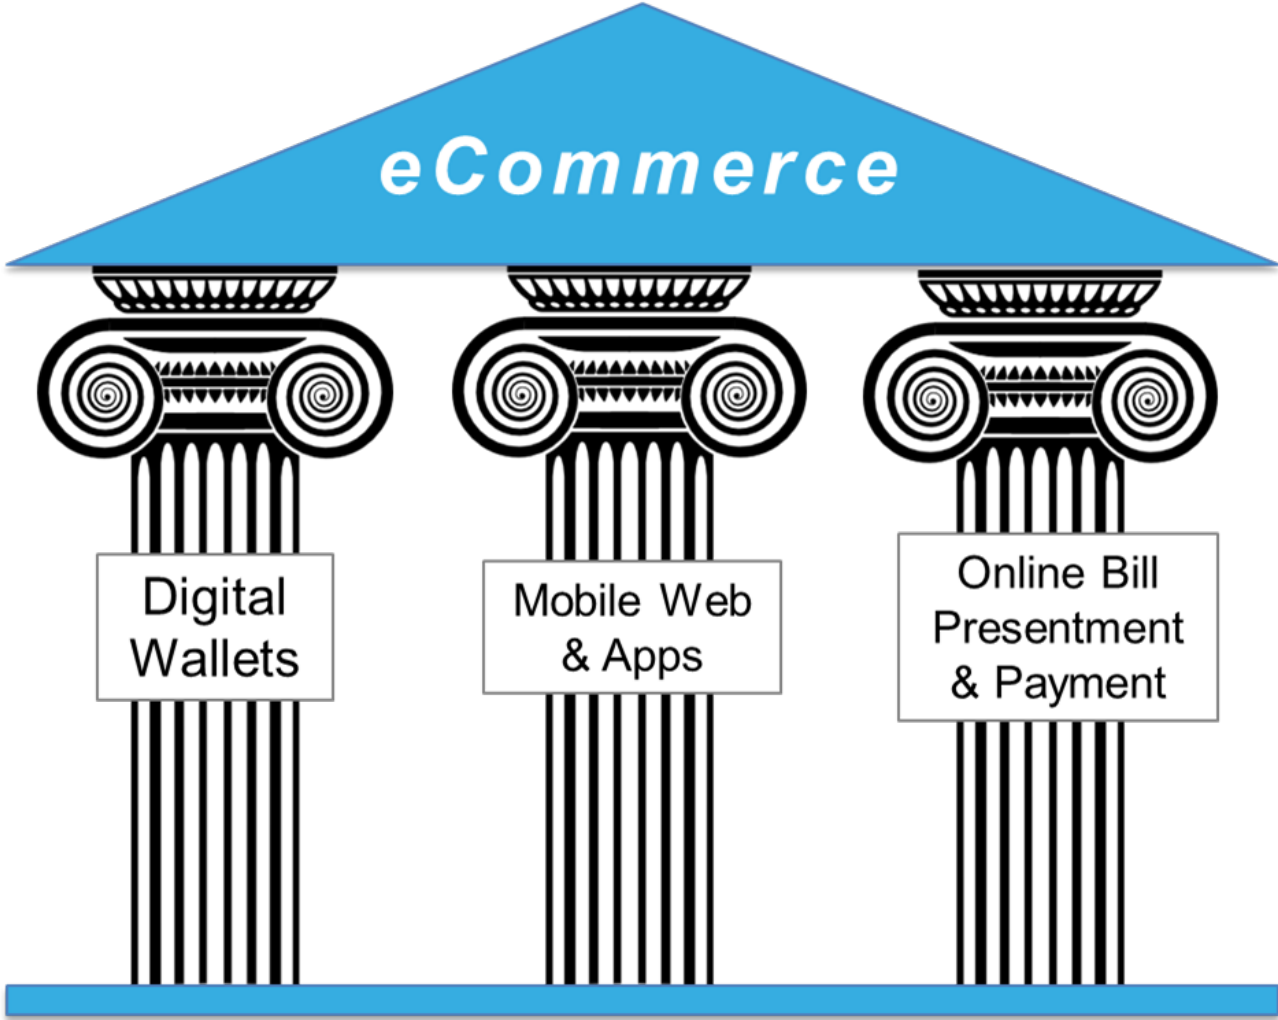 eCommerce
Digital
Wallets
Mobile Web
& Apps
Online Bill
Presentment
& Payment